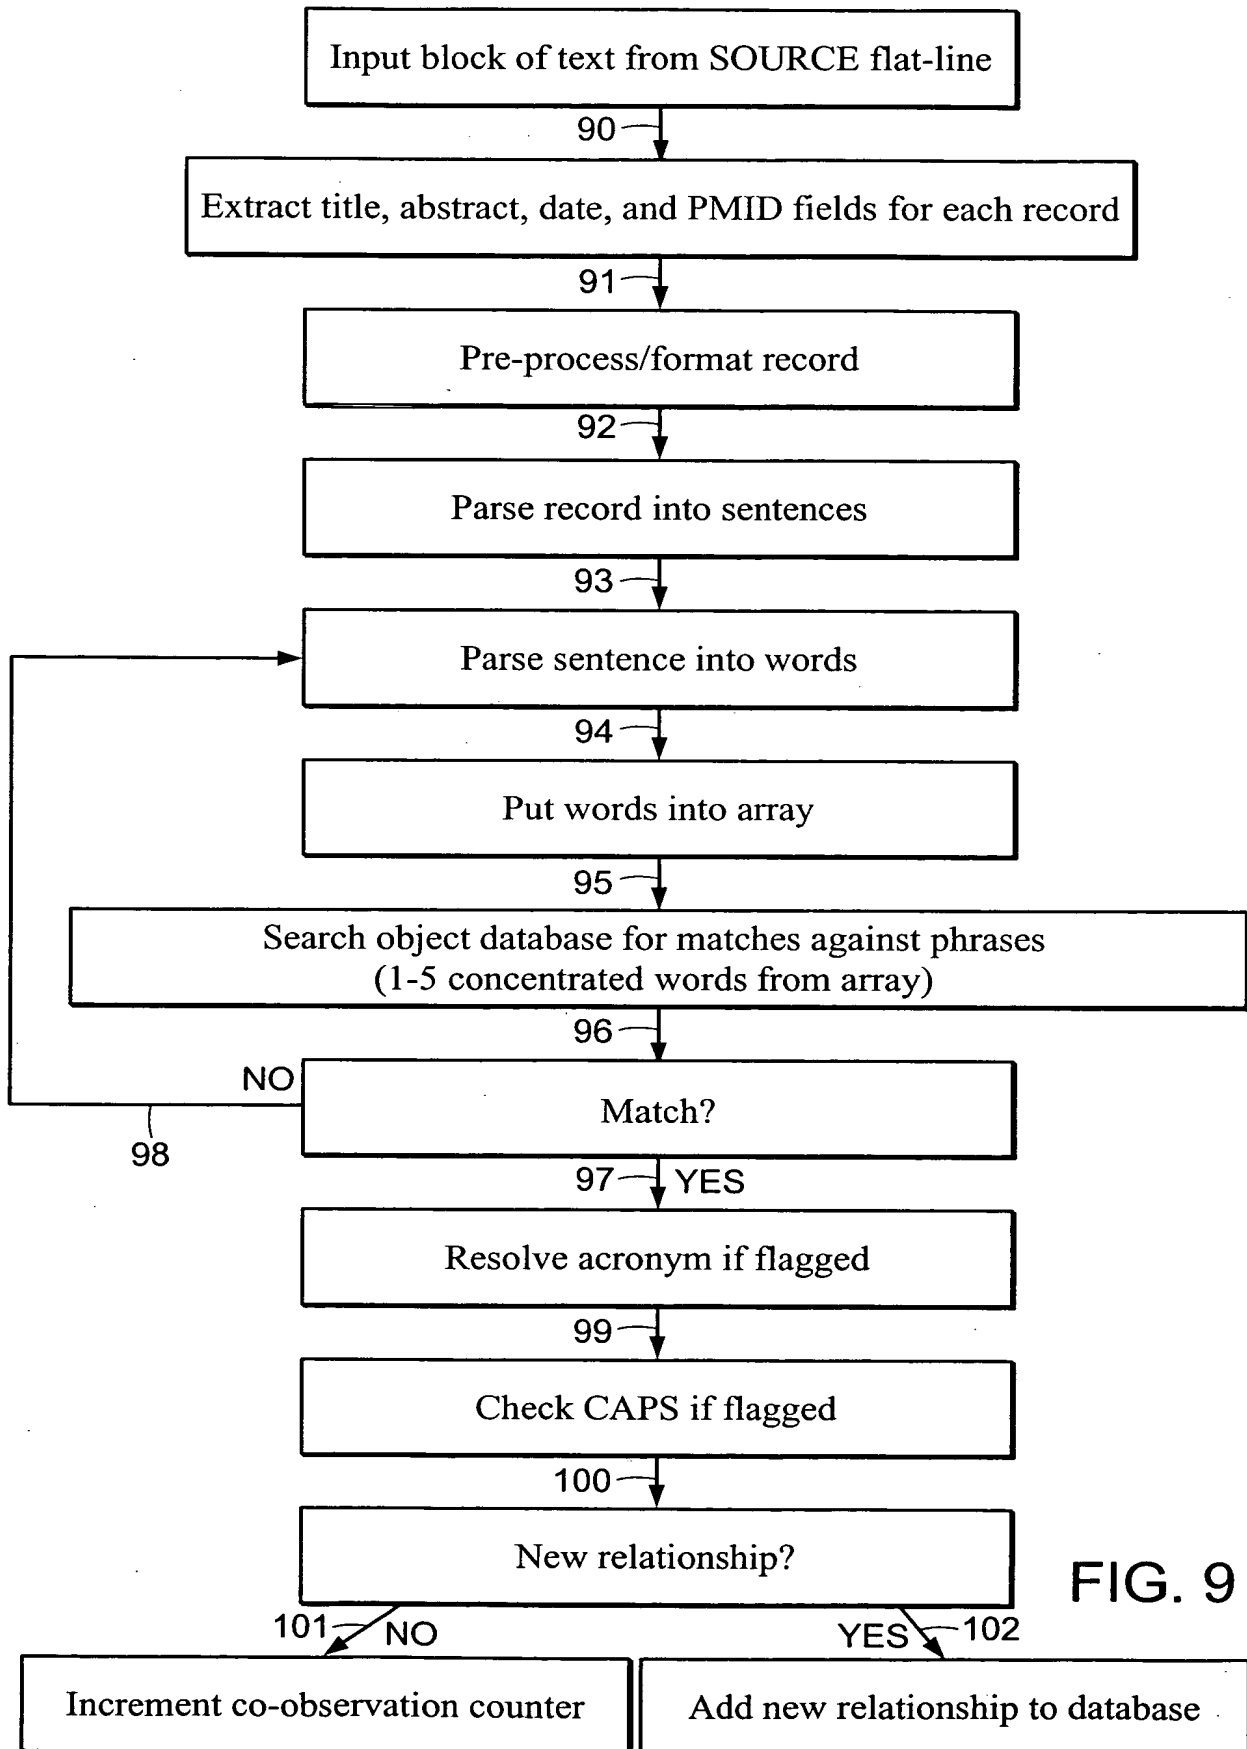 Input block of text from SOURCE flat-line
90
Extract title, abstract, date, and PMID fields for each record
91
Pre-process/format record
92
Parse record into sentences
93
Parse sentence into words
94
Put words into array
95
Search object database for matches against phrases
(1-5 concentrated words from array)
96
NO
Match?
98
97 YES
Resolve acronym if flagged
99
Check CAPS if flagged
100
New relationship?
FIG. 9
101 NO
YES 102
Increment co-observation counter
Add new relationship to database